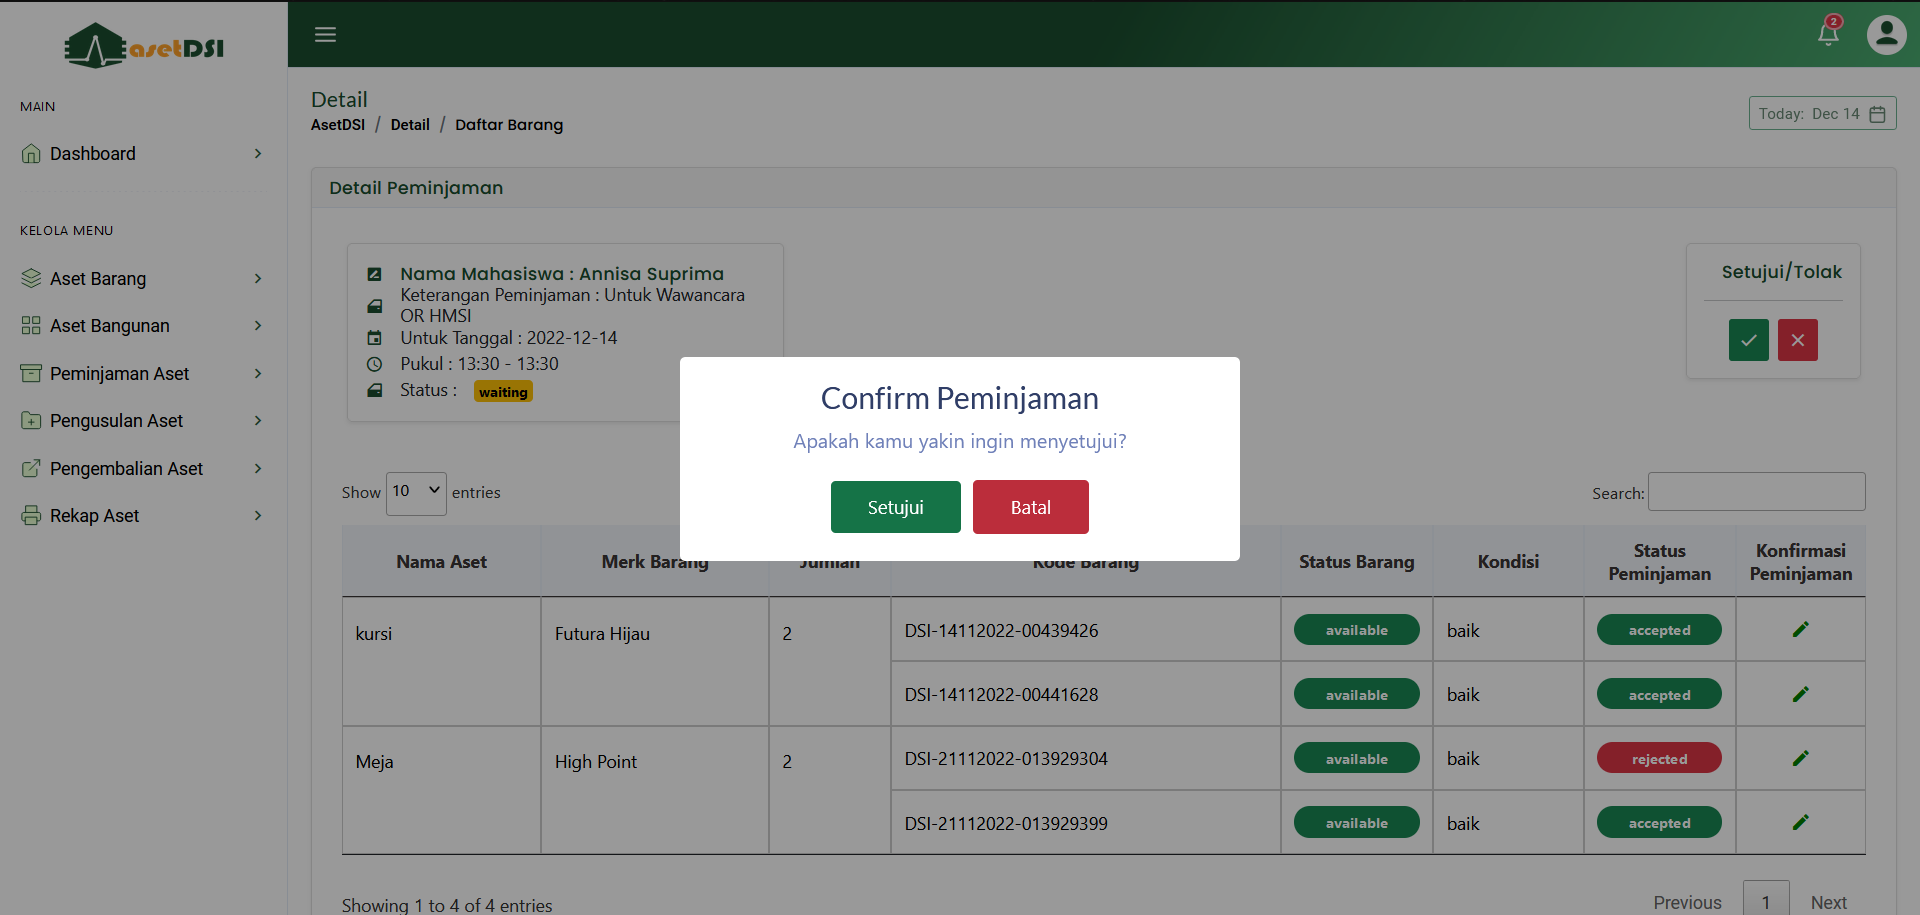 asetDSI
2
MAIN
Dashboard
KELOLA MENU
Aset Barang
Aset Bangunan
Peminjaman Aset
Pengusulan Aset
Pengembalian Aset
Rekap Aset
Detail
AsetDSI / Detail / Daftar Barang
Today: Dec 14
Detail Peminjaman
Nama Mahasiswa : Annisa Suprima
Keterangan Peminjaman : Untuk Wawancara
OR HMSI
Untuk Tanggal : 2022-12-14
Pukul : 13:30 - 13:30
Status : waiting
Setujui/Tolak
Confirm Peminjaman
Apakah kamu yakin ingin menyetujui?
Setujui Batal
Show 10 entries
Search:
Nama Aset Merk Barang Jumlah Kode Barang Status Barang Kondisi Status Peminjaman Konfirmasi Peminjaman
kursi Futura Hijau 2 DSI-14112022-00439426 available baik accepted
DSI-14112022-00441628 available baik accepted
Meja High Point 2 DSI-21112022-013929304 available baik rejected
DSI-21112022-013929399 available baik accepted
Showing 1 to 4 of 4 entries
Previous 1 Next